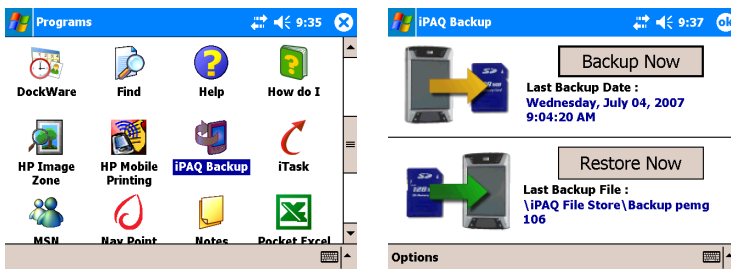 Programs 9:35
DockWare Find Help How do I
HP Image Zone HP Mobile Printing iPAQ Backup iTask
MSN Nav Point Notes Pocket Excel
iPAQ Backup 9:37 ok
Backup Now
Last Backup Date :
Wednesday, July 04, 2007
9:04:20 AM
Restore Now
Last Backup File :
\iPAQ File Store\Backup pemg
106
Options